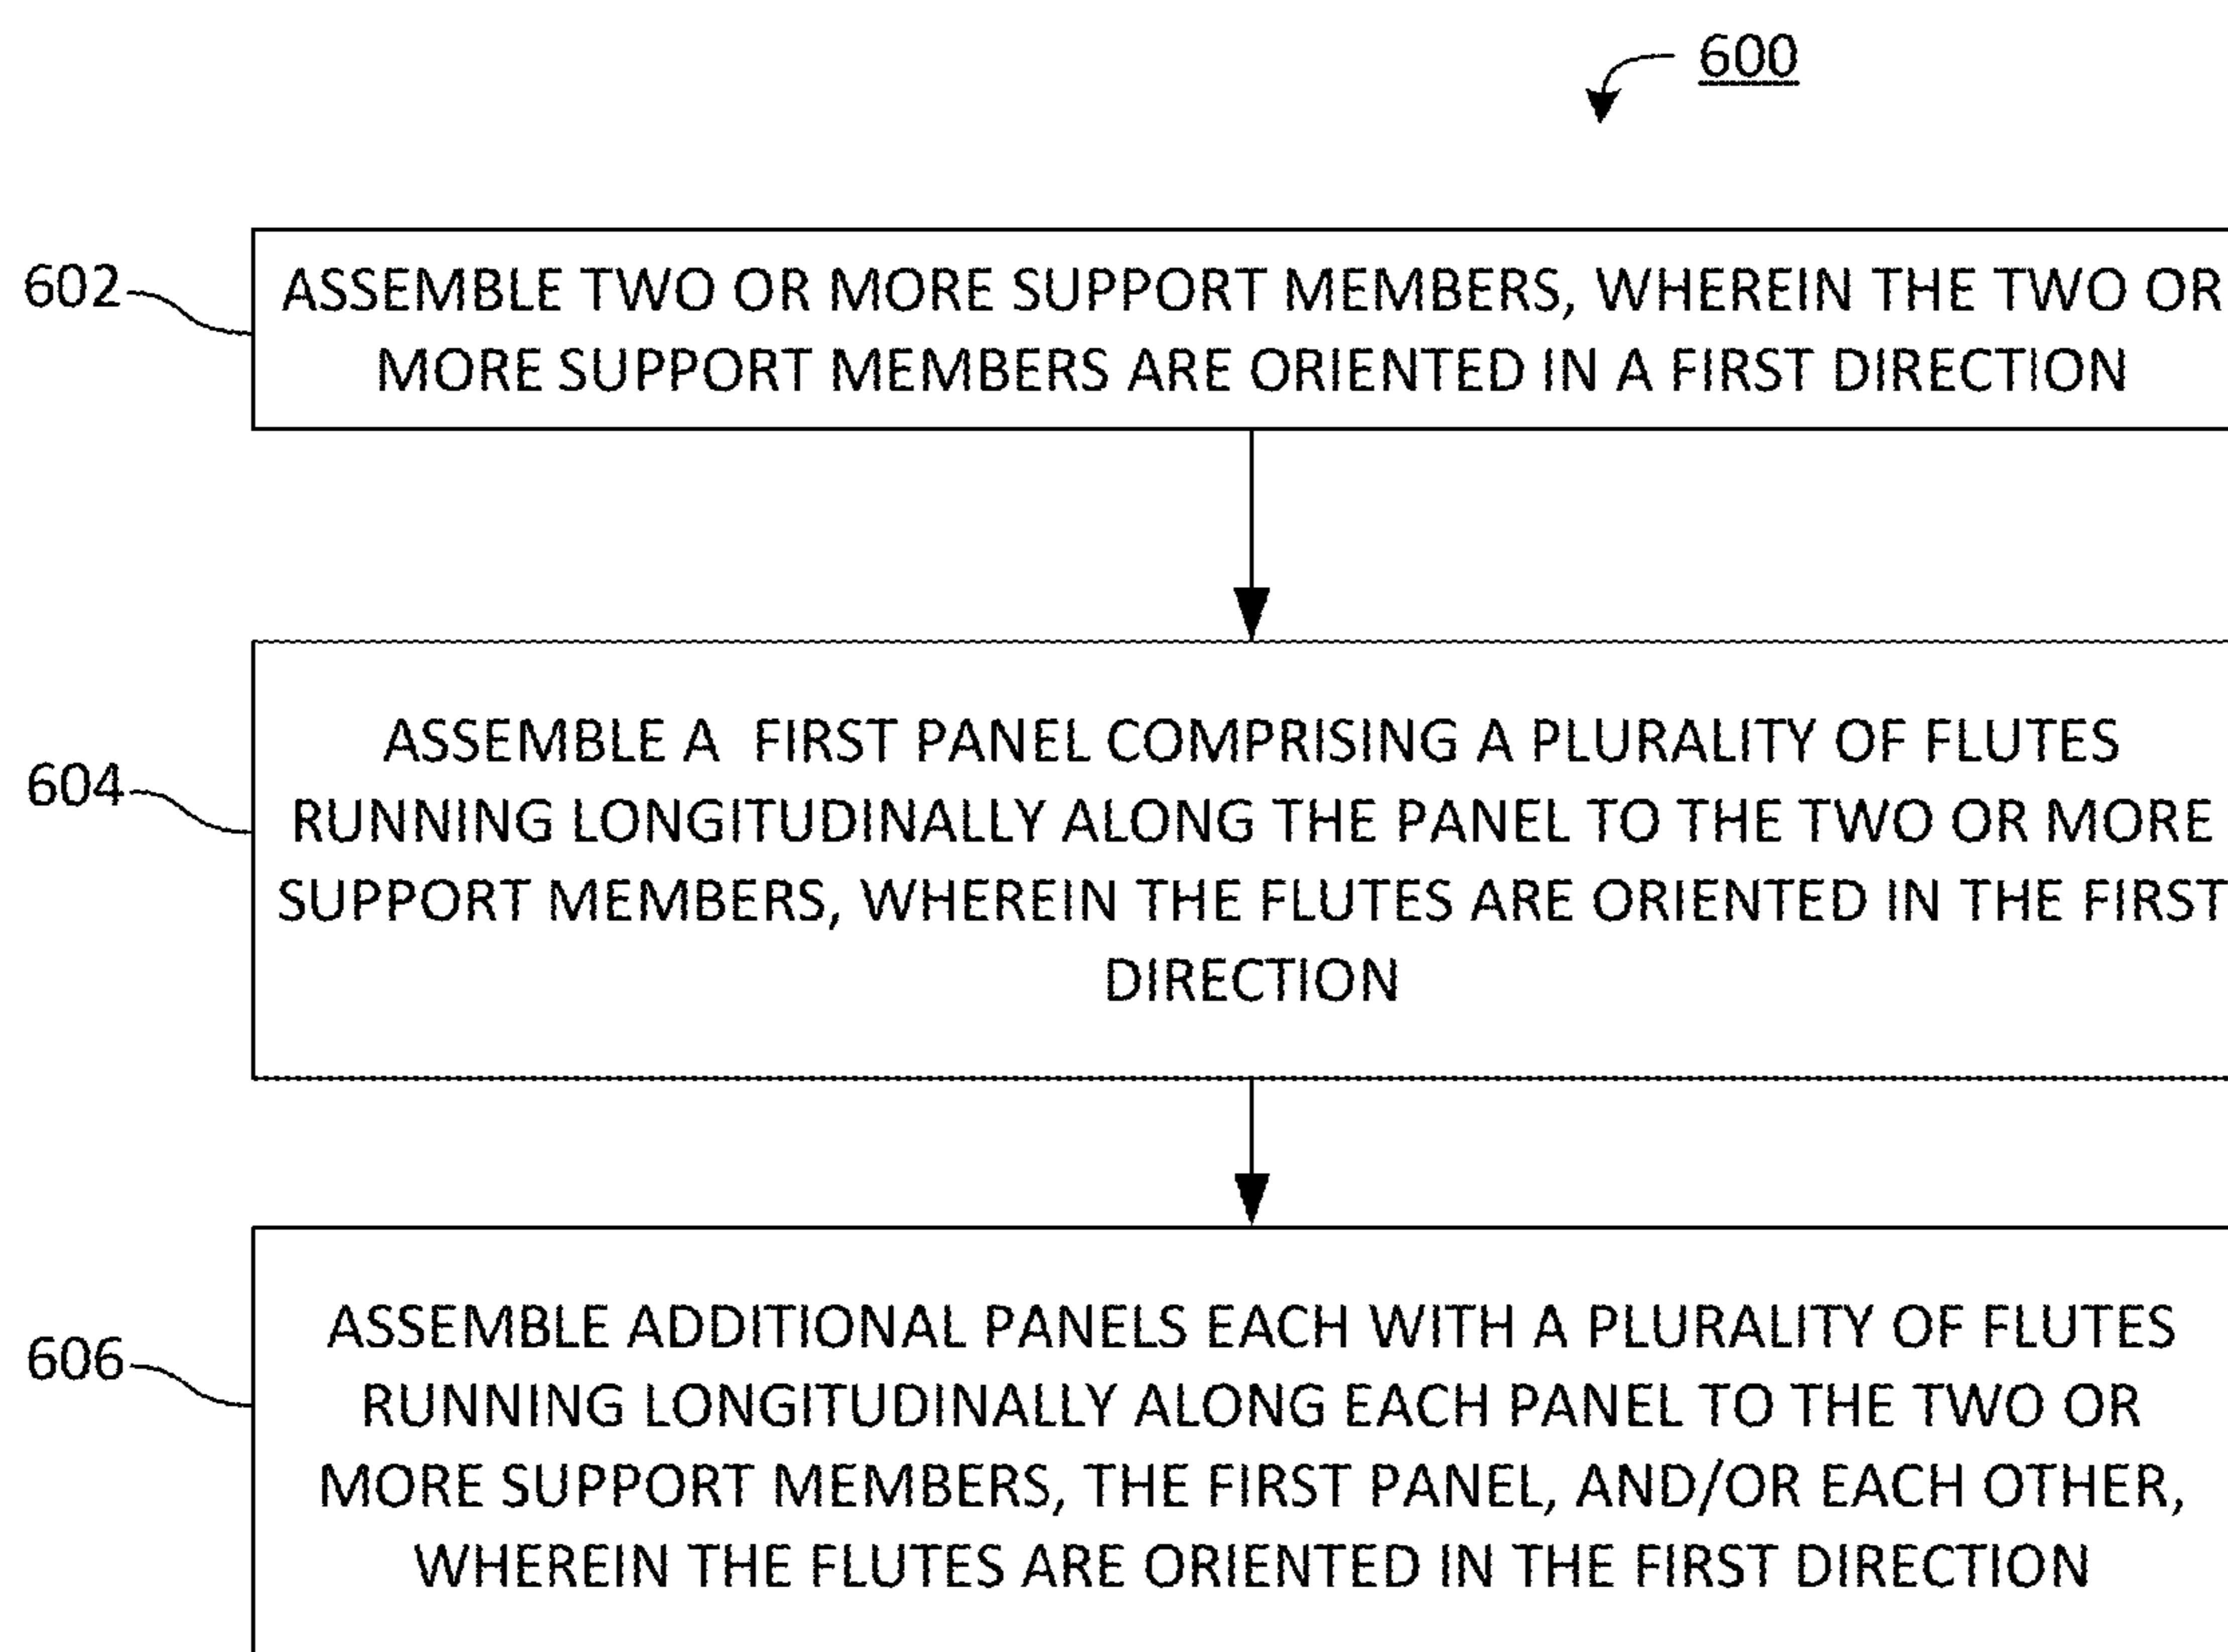 600
602
ASSEMBLE TWO OR MORE SUPPORT MEMBERS, WHEREIN THE TWO OR
MORE SUPPORT MEMBERS ARE ORIENTED IN A FIRST DIRECTION
604
ASSEMBLE A FIRST PANEL COMPRISING A PLURALITY OF FLUTES
RUNNING LONGITUDINALLY ALONG THE PANEL TO THE TWO OR MORE
SUPPORT MEMBERS, WHEREIN THE FLUTES ARE ORIENTED IN THE FIRST
DIRECTION
606
ASSEMBLE ADDITIONAL PANELS EACH WITH A PLURALITY OF FLUTES
RUNNING LONGITUDINALLY ALONG EACH PANEL TO THE TWO OR
MORE SUPPORT MEMBERS, THE FIRST PANEL, AND/OR EACH OTHER,
WHEREIN THE FLUTES ARE ORIENTED IN THE FIRST DIRECTION